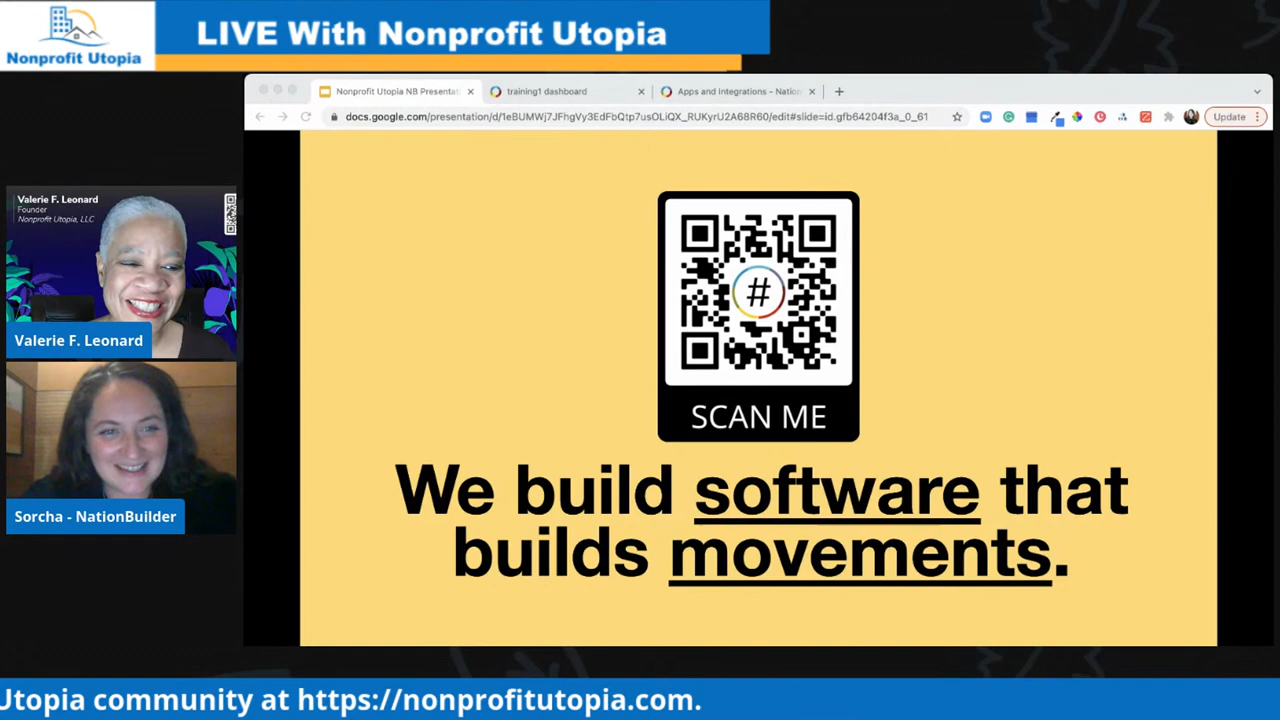 Nonprofit Utopia
LIVE With Nonprofit Utopia
Nonprofit Utopia NB Presentat
training1 dashboard
Apps and Integrations - Nation
docs.google.com/presentation/d/1eBUMWj7JFhgVy3EdFbQtp7usOLiQX_RUKyrU2A68R60/edit#slide=id.gfb64204f3a_0_61
Update
Valerie F. Leonard
Founder
Nonprofit Utopia, LLC
Valerie F. Leonard
Sorcha - NationBuilder
#
SCAN ME
We build software that
builds movements.
Utopia community at https://nonprofitutopia.com.